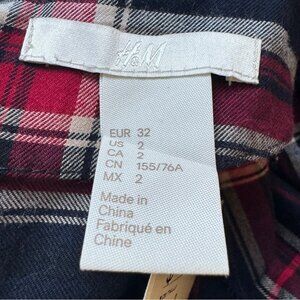 H&M
EUR 32
US 2
CA 2
CN 155/76A
MX 2
Made in
China
Fabriqué en
Chine